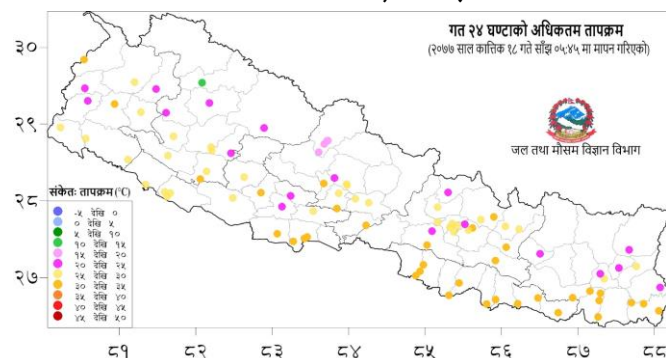 गत २४ घण्टाको अधिकतम तापक्रम
(२०७७ साल कात्तिक १८ गते साँझ ०५:४५ मा मापन गरिएको)
जल तथा मौसम विज्ञान विभाग
३०
२९
२८
२७
संकेतः तापक्रम (°C)
-५ देखि ०
० देखि ५
५ देखि १०
१० देखि १५
१५ देखि २०
२० देखि २५
२५ देखि ३०
३० देखि ३५
३५ देखि ४०
४० देखि ४५
४५ देखि ५०
८१ ८२ ८३ ८४ ८५ ८६ ८७ ८८